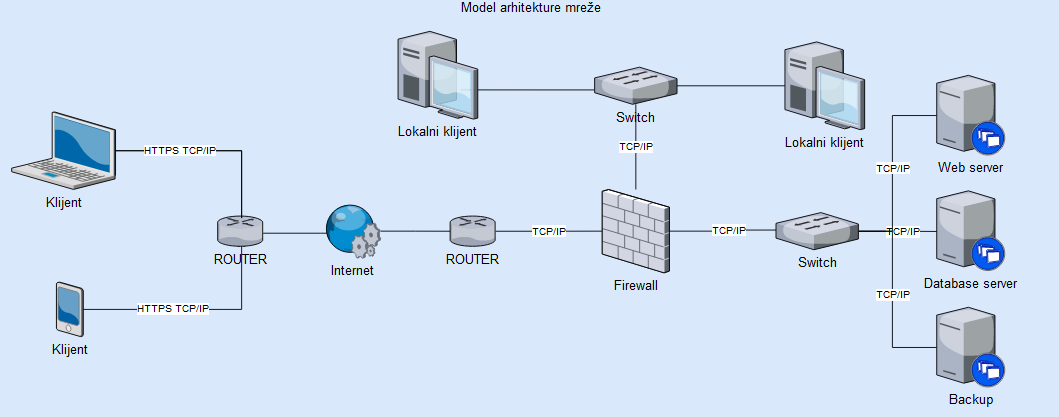 Model arhitekture mreže
Lokalni klijent
Switch
Lokalni klijent
TCP/IP
HTTPS TCP/IP
Klijent
ROUTER
Internet
ROUTER
TCP/IP
Firewall
TCP/IP
Switch
TCP/IP
Web server
TCP/IP
Database server
TCP/IP
HTTPS TCP/IP
Klijent
Backup